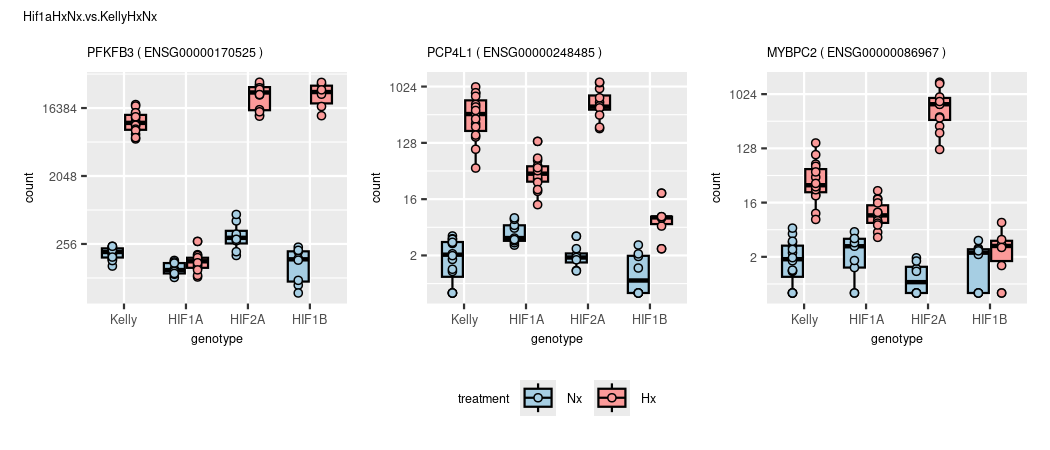 Hif1aHxNx.vs.KellyHxNx
PFKFB3 ( ENSG00000170525 )
16384
2048
256
count
Kelly HIF1A HIF2A HIF1B
genotype
PCP4L1 ( ENSG00000248485 )
1024
128
16
2
count
Kelly HIF1A HIF2A HIF1B
genotype
MYBPC2 ( ENSG00000086967 )
1024
128
16
2
count
Kelly HIF1A HIF2A HIF1B
genotype
treatment Nx Hx